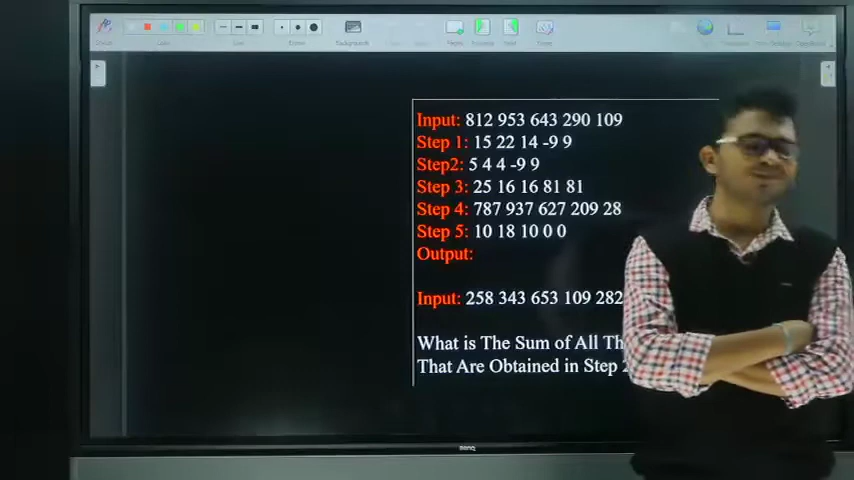 Input: 812 953 643 290 109
Step 1: 15 22 14 -9 9
Step2: 5 4 4 -9 9
Step 3: 25 16 16 81 81
Step 4: 787 937 627 209 28
Step 5: 10 18 10 0 0
Output:
Input: 258 343 653 109 282
What is The Sum of All Th
That Are Obtained in Step
BENQ